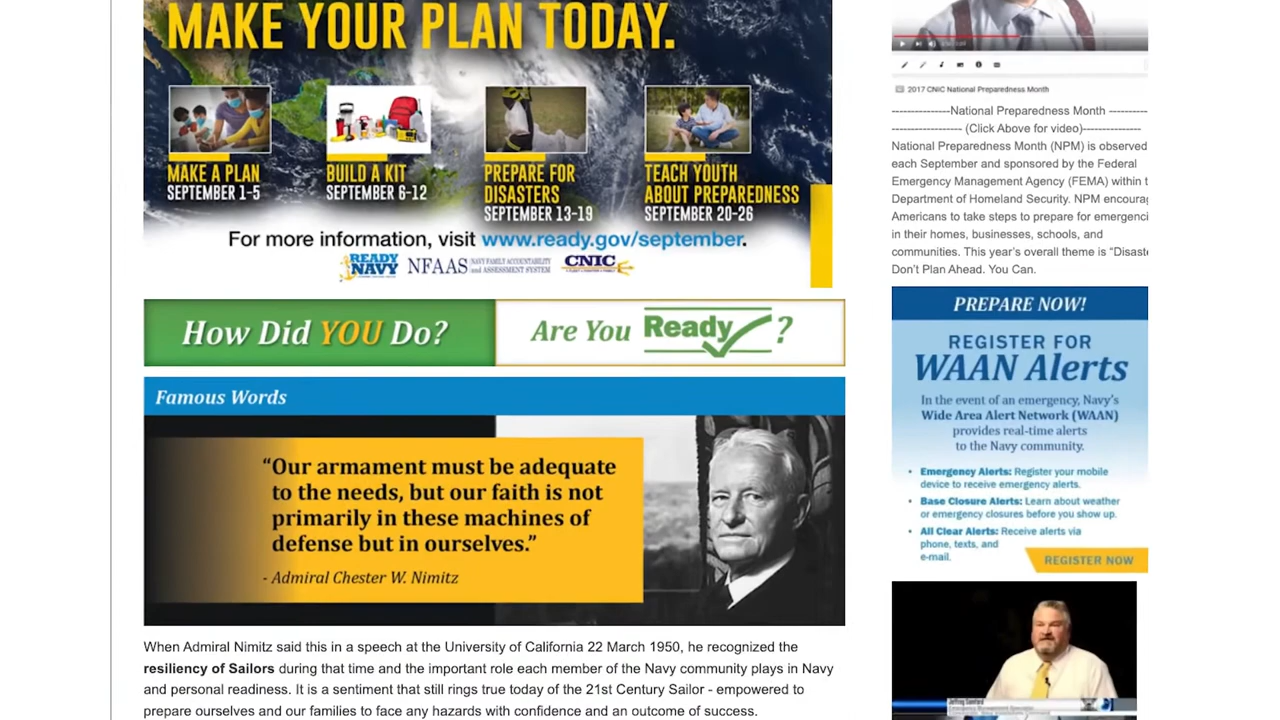 MAKE YOUR PLAN TODAY.
MAKE A PLAN
SEPTEMBER 1-5
BUILD A KIT
SEPTEMBER 6-12
PREPARE FOR
DISASTERS
SEPTEMBER 13-19
TEACH YOUTH
ABOUT PREPAREDNESS
SEPTEMBER 20-26
For more information, visit www.ready.gov/september.
READY
NAVY
NFAAS
NAVY FAMILY ACCOUNTABILITY
and ASSESSMENT SYSTEM
CNIC
How Did YOU Do?
Are You Ready ?
Famous Words
“Our armament must be adequate
to the needs, but our faith is not
primarily in these machines of
defense but in ourselves.”
- Admiral Chester W. Nimitz
When Admiral Nimitz said this in a speech at the University of California 22 March 1950, he recognized the
resiliency of Sailors during that time and the important role each member of the Navy community plays in Navy
and personal readiness. It is a sentiment that still rings true today of the 21st Century Sailor - empowered to
prepare ourselves and our families to face any hazards with confidence and an outcome of success.
2017 CNIC National Preparedness Month
---------------National Preparedness Month ----------
------------------ (Click Above for video)---------------
National Preparedness Month (NPM) is observed
each September and sponsored by the Federal
Emergency Management Agency (FEMA) within t
Department of Homeland Security. NPM encourag
Americans to take steps to prepare for emergenci
in their homes, businesses, schools, and
communities. This year’s overall theme is “Disaste
Don’t Plan Ahead. You Can.
PREPARE NOW!
REGISTER FOR
WAAN Alerts
In the event of an emergency, Navy’s
Wide Area Alert Network (WAAN)
provides real-time alerts
to the Navy community.
• Emergency Alerts: Register your mobile
device to receive emergency alerts.
• Base Closure Alerts: Learn about weather
or emergency closures before you show up.
• All Clear Alerts: Receive alerts via
phone, texts, and
e-mail.
REGISTER NOW